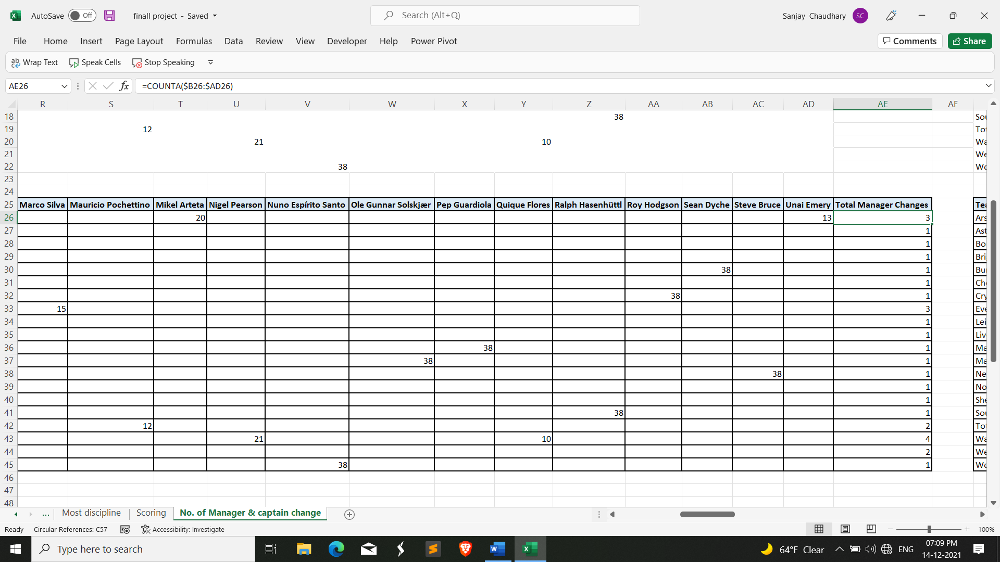 AutoSave Off finall project - Saved Search (Alt+Q) Sanjay Chaudhary SC
File Home Insert Page Layout Formulas Data Review View Developer Help Power Pivot Comments Share
Wrap Text Speak Cells Stop Speaking
AE26 fx =COUNTA($B26:$AD26)
R S T U V W X Y Z AA AB AC AD AE AF
18 38 Sou
19 12 Tot
20 21 10 Wa
21 We
22 38 Wo
23
24
25 Marco Silva Mauricio Pochettino Mikel Arteta Nigel Pearson Nuno Espírito Santo Ole Gunnar Solskjær Pep Guardiola Quique Flores Ralph Hasenhüttl Roy Hodgson Sean Dyche Steve Bruce Unai Emery Total Manager Changes Tea
26 20 13 3 Ars
27 1 Ast
28 1 Bo
29 1 Bri
30 38 1 Bu
31 1 Che
32 38 1 Cry
33 15 3 Eve
34 1 Lei
35 1 Liv
36 38 1 Ma
37 38 1 Ma
38 38 1 Ne
39 1 No
40 1 She
41 38 1 Sou
42 12 2 Tot
43 21 10 4 Wa
44 2 We
45 38 1 Wo
46
47
48
... Most discipline Scoring No. of Manager & captain change
Ready Circular References: C57 Accessibility: Investigate 100%
Type here to search 64°F Clear ENG 07:09 PM
14-12-2021